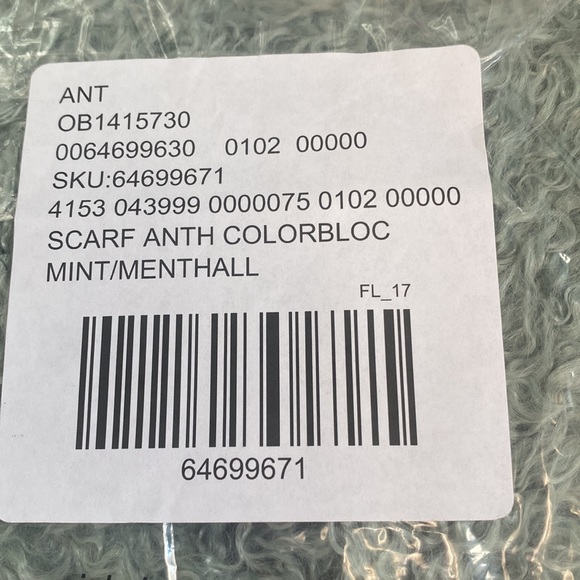 ANT
OB1415730
0064699630 0102 00000
SKU:64699671
4153 043999 0000075 0102 00000
SCARF ANTH COLORBLOC
MINT/MENTHALL
FL_17
64699671